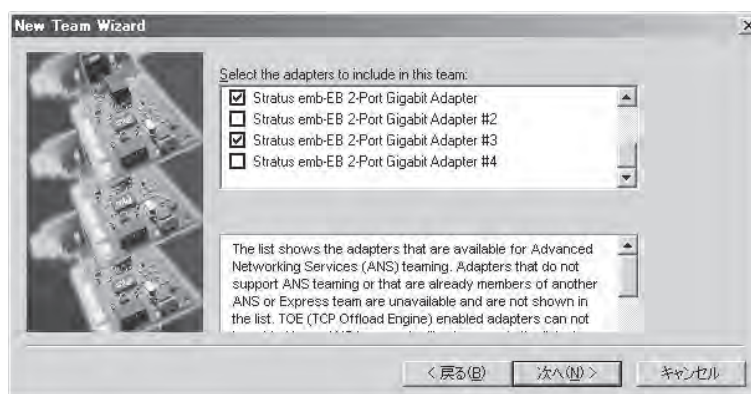 New Team Wizard
Select the adapters to include in this team:
Stratus emb-EB 2-Port Gigabit Adapter
Stratus emb-EB 2-Port Gigabit Adapter #2
Stratus emb-EB 2-Port Gigabit Adapter #3
Stratus emb-EB 2-Port Gigabit Adapter #4
The list shows the adapters that are available for Advanced
Networking Services (ANS) teaming. Adapters that do not
support ANS teaming or that are already members of another
ANS or Express team are unavailable and are not shown in
the list. TOE (TCP Offload Engine) enabled adapters can not
< 戻る(B)
次へ(N) >
キャンセル